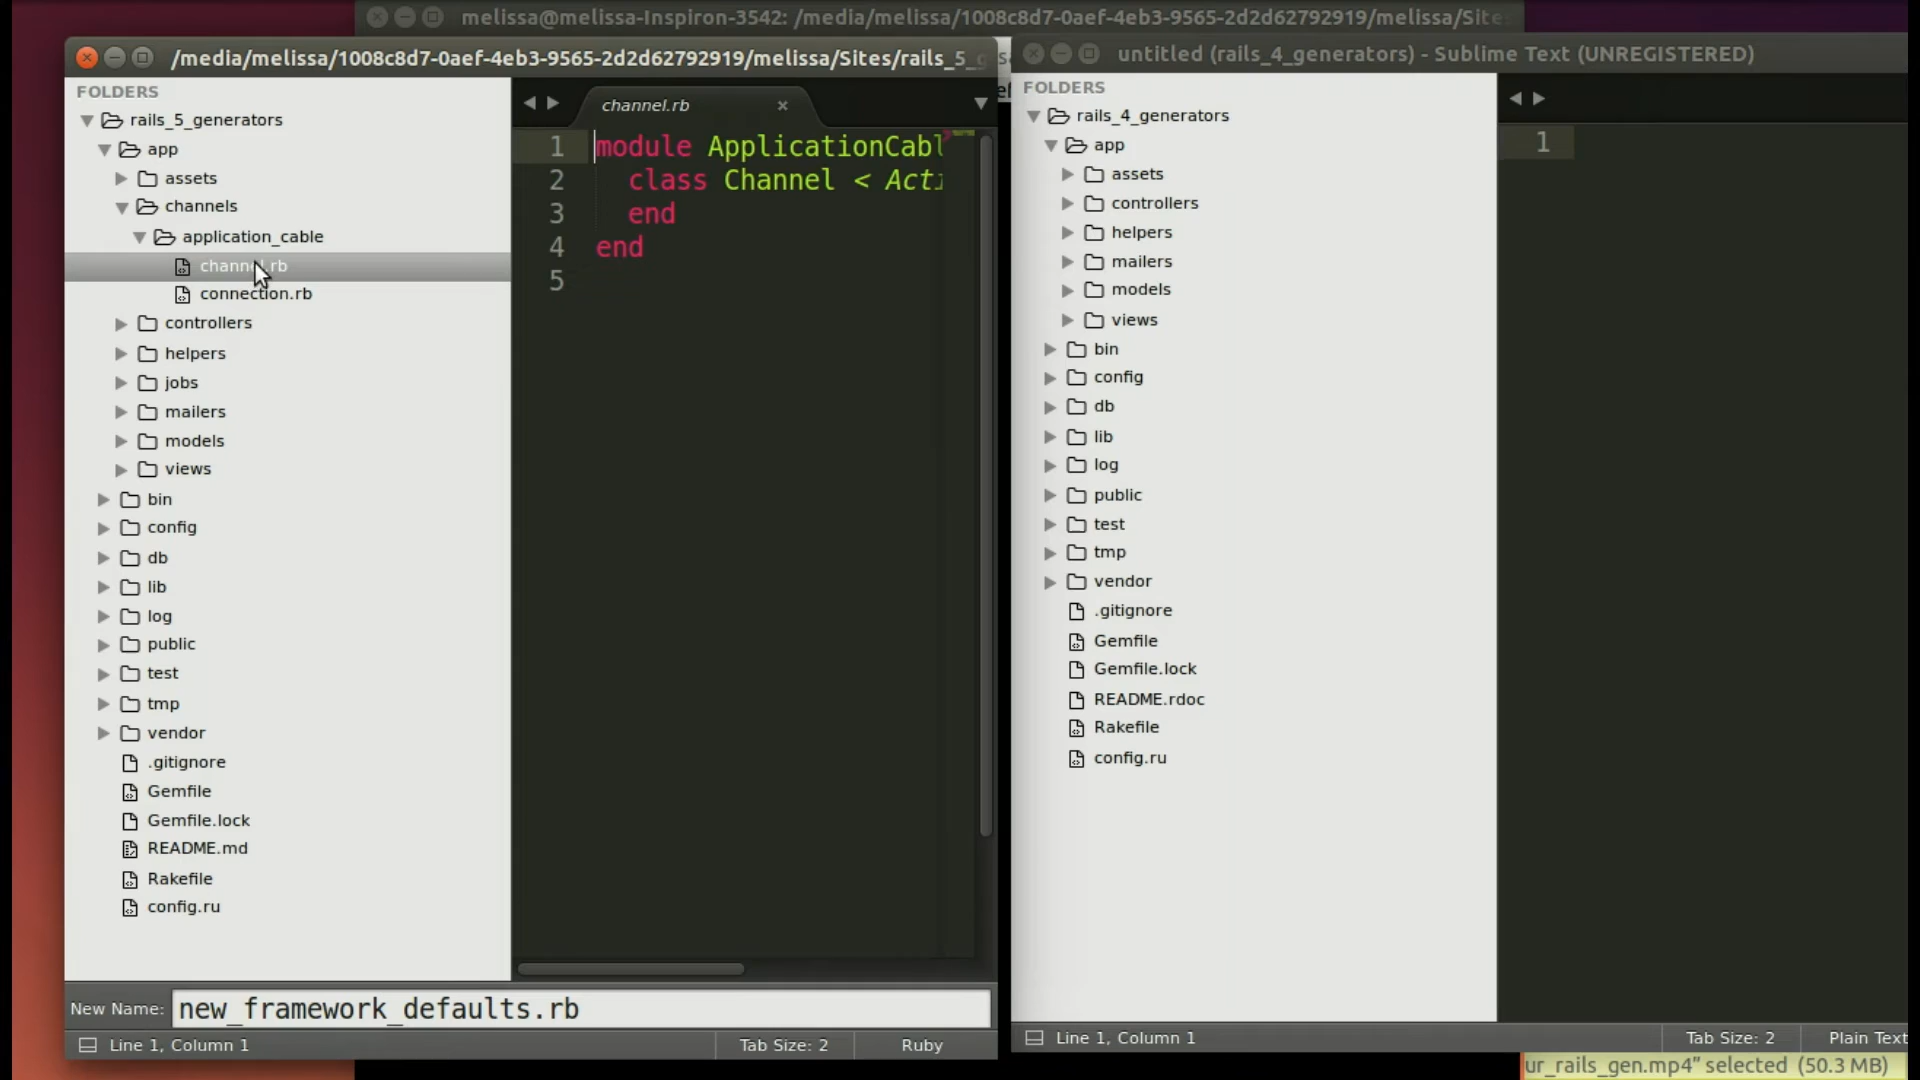 melissa@melissa-Inspiron-3542: /media/melissa/1008c8d7-0aef-4eb3-9565-2d2d62792919/melissa/Sites
/media/melissa/1008c8d7-0aef-4eb3-9565-2d2d62792919/melissa/Sites/rails_5_g
FOLDERS
rails_5_generators
app
assets
channels
application_cable
channel.rb
connection.rb
controllers
helpers
jobs
mailers
models
views
bin
config
db
lib
log
public
test
tmp
vendor
.gitignore
Gemfile
Gemfile.lock
README.md
Rakefile
config.ru
channel.rb
1 module ApplicationCabl
2 class Channel < Acti
3 end
4 end
5
New Name: new_framework_defaults.rb
Line 1, Column 1
Tab Size: 2
Ruby
untitled (rails_4_generators) - Sublime Text (UNREGISTERED)
FOLDERS
rails_4_generators
app
assets
controllers
helpers
mailers
models
views
bin
config
db
lib
log
public
test
tmp
vendor
.gitignore
Gemfile
Gemfile.lock
README.rdoc
Rakefile
config.ru
1
Line 1, Column 1
Tab Size: 2
Plain Text
ur_rails_gen.mp4” selected (50.3 MB)